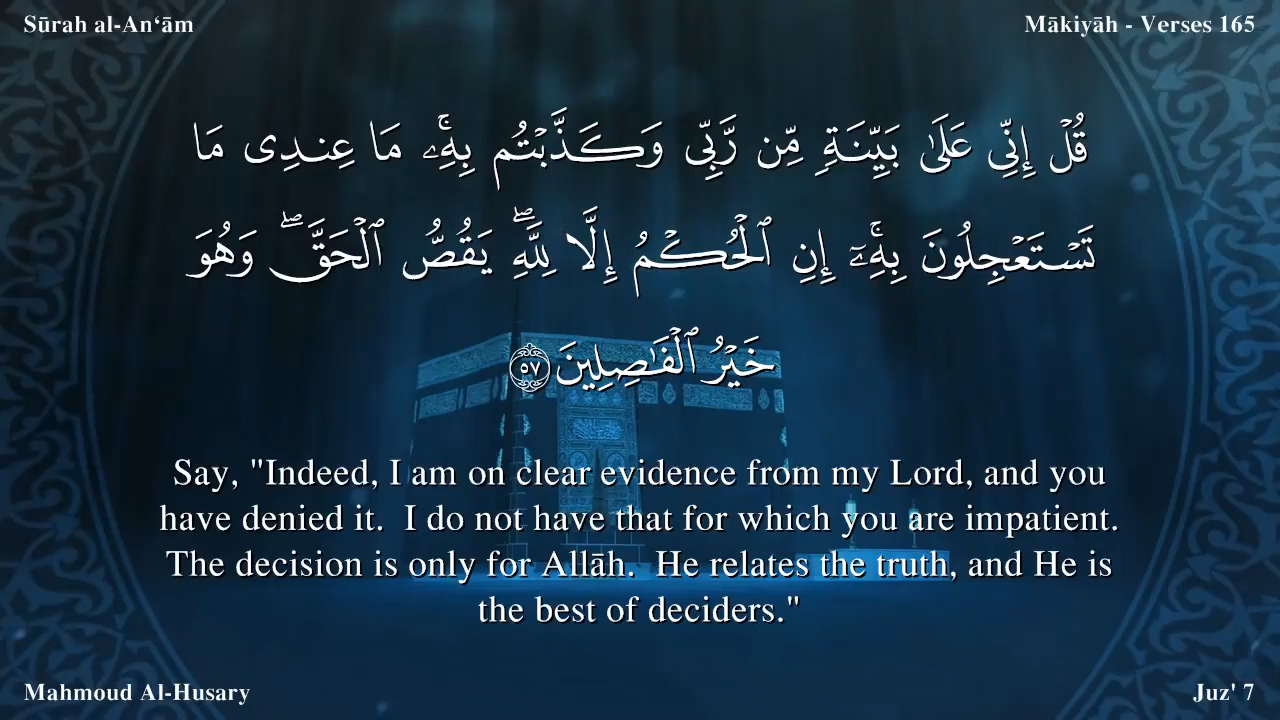 Sūrah al-An‘ām
Mākiyāh - Verses 165
قُلْ إِنِّى عَلَىٰ بَيِّنَةٍ مِّن رَّبِّى وَكَذَّبْتُم بِهِۦۚ مَا عِندِى مَا
تَسْتَعْجِلُونَ بِهِۦٓۚ إِنِ ٱلْحُكْمُ إِلَّا لِلَّهِۖ يَقُصُّ ٱلْحَقَّۖ وَهُوَ
خَيْرُ ٱلْفَـٰصِلِينَ ٥٧
Say, "Indeed, I am on clear evidence from my Lord, and you
have denied it.  I do not have that for which you are impatient.
The decision is only for Allāh.  He relates the truth, and He is
the best of deciders."
Mahmoud Al-Husary
Juz' 7